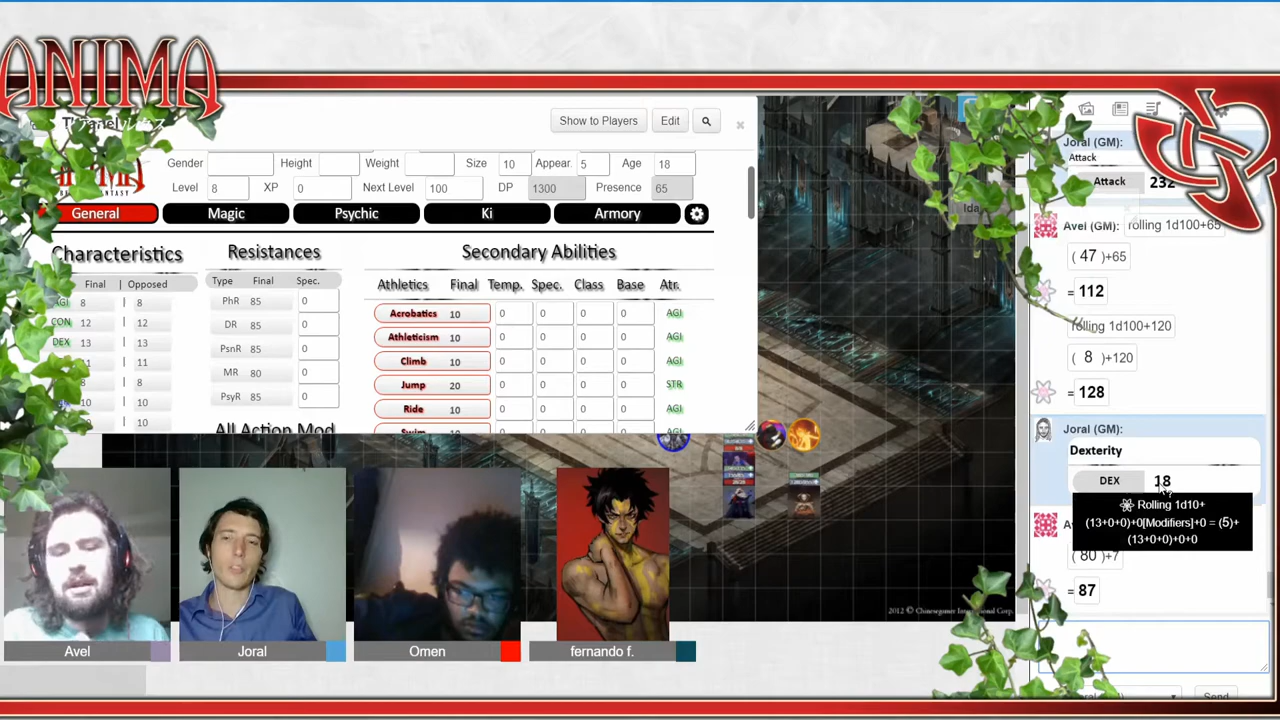 ANIMA
Show to Players
Edit
Gender
Height
Weight
Size 10
Appear. 5
Age 18
Level 8
XP 0
Next Level 100
DP 1300
Presence 65
General
Magic
Psychic
Ki
Armory
Characteristics
Final | Opposed
AGI 8 | 8
CON 12 | 12
DEX 13 | 13
11 | 11
8 | 8
10 | 10
10 | 10
Resistances
Type Final Spec.
PhR 85 0
DR 85 0
PsnR 85 0
MR 80 0
PsyR 85 0
All Action Mod
Secondary Abilities
Athletics Final Temp. Spec. Class Base Atr.
Acrobatics 10 0 0 0 0 AGI
Athleticism 10 0 0 0 0 AGI
Climb 10 0 0 0 0 AGI
Jump 20 0 0 0 0 STR
Ride 10 0 0 0 0 AGI
Swim
Joral (GM):
Attack
Attack 232
Avel (GM): rolling 1d100+65
(47)+65
= 112
rolling 1d100+120
(8)+120
= 128
Joral (GM):
Dexterity
DEX 18
Rolling 1d10+
(13+0+0)+0[Modifiers]+0 = (5)+
(13+0+0)+0+0
(80)+7
= 87
Send
2012 © Chinesegamer International Corp.
Avel
Joral
Omen
fernando f.